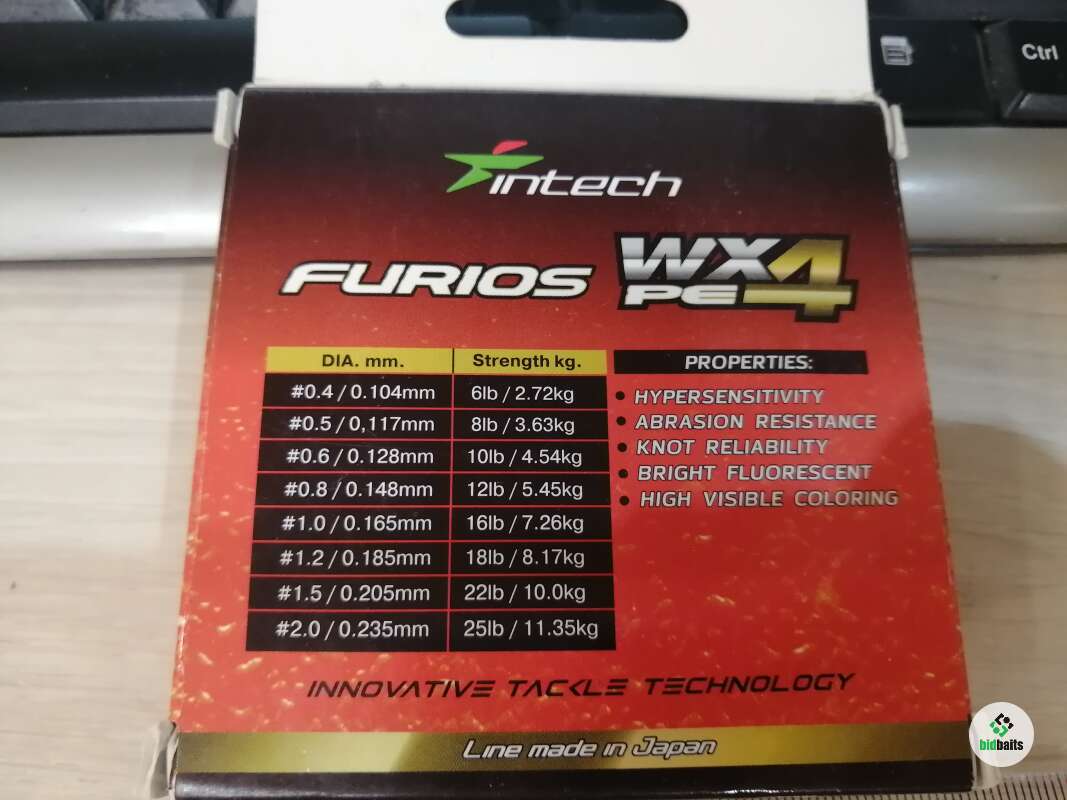 Ctrl
Fintech
FURIOS WX4
PE
DIA. mm. Strength kg.
#0.4 / 0.104mm 6lb / 2.72kg
#0.5 / 0,117mm 8lb / 3.63kg
#0.6 / 0.128mm 10lb / 4.54kg
#0.8 / 0.148mm 12lb / 5.45kg
#1.0 / 0.165mm 16lb / 7.26kg
#1.2 / 0.185mm 18lb / 8.17kg
#1.5 / 0.205mm 22lb / 10.0kg
#2.0 / 0.235mm 25lb / 11.35kg
PROPERTIES:
• HYPERSENSITIVITY
• ABRASION RESISTANCE
• KNOT RELIABILITY
• BRIGHT FLUORESCENT
• HIGH VISIBLE COLORING
INNOVATIVE TACKLE TECHNOLOGY
Line made in Japan
bidbaits